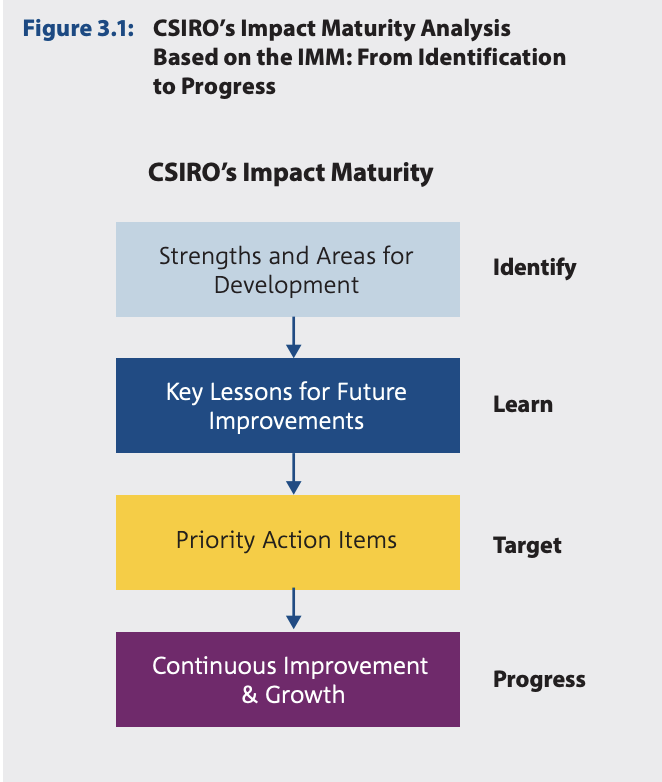 Figure 3.1: CSIRO’s Impact Maturity Analysis
Based on the IMM: From Identification
to Progress
CSIRO’s Impact Maturity
Strengths and Areas for
Development
Identify
Key Lessons for Future
Improvements
Learn
Priority Action Items
Target
Continuous Improvement
& Growth
Progress